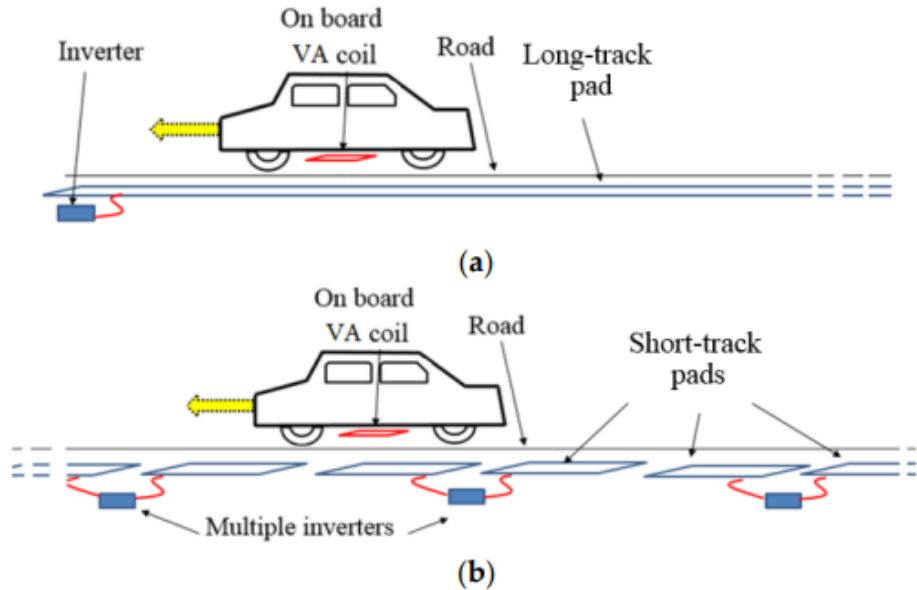 On board
VA coil
Inverter
Road
Long-track
pad
(a)
On board
VA coil
Road
Short-track
pads
Multiple inverters
(b)